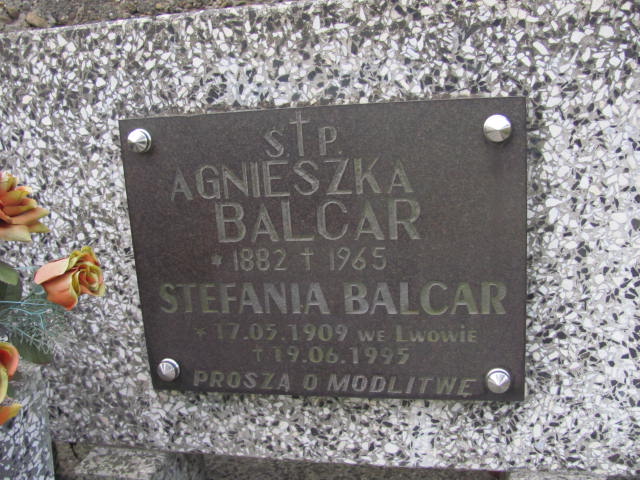 Ś†P.
AGNIESZKA
BALCAR
* 1882 † 1965
STEFANIA BALCAR
* 17.05.1909 WE LWOWIE
† 19.06.1995
PROSZĄ O MODLITWĘ